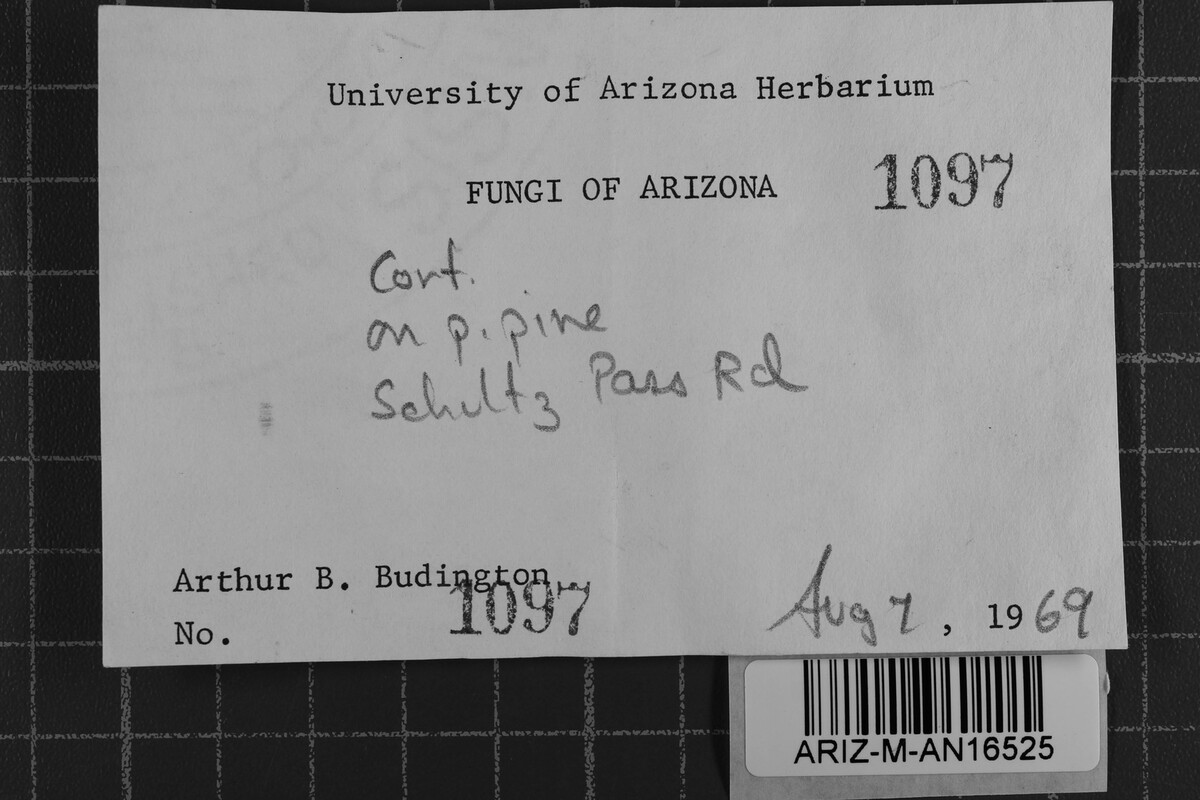 University of Arizona Herbarium
FUNGI OF ARIZONA 1097
Cort.
on p. pine
Schultz Pass Rd
Arthur B. Budington
No. 1097
Aug 7, 1969
ARIZ-M-AN16525